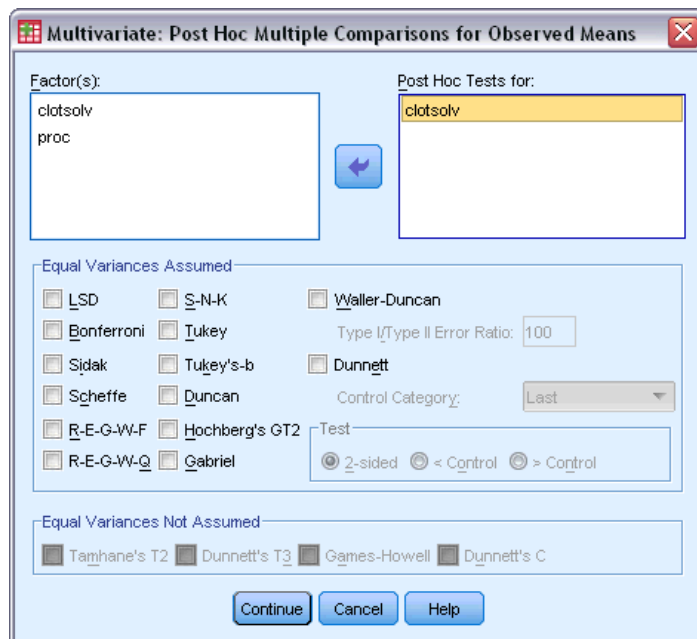 Multivariate: Post Hoc Multiple Comparisons for Observed Means
Factor(s):
clotsolv
proc
Post Hoc Tests for:
clotsolv
Equal Variances Assumed
LSD
S-N-K
Waller-Duncan
Bonferroni
Tukey
Type I/Type II Error Ratio: 100
Sidak
Tukey's-b
Dunnett
Scheffe
Duncan
Control Category: Last
R-E-G-W-F
Hochberg's GT2
Test
R-E-G-W-Q
Gabriel
2-sided < Control > Control
Equal Variances Not Assumed
Tamhane's T2 Dunnett's T3 Games-Howell Dunnett's C
Continue Cancel Help